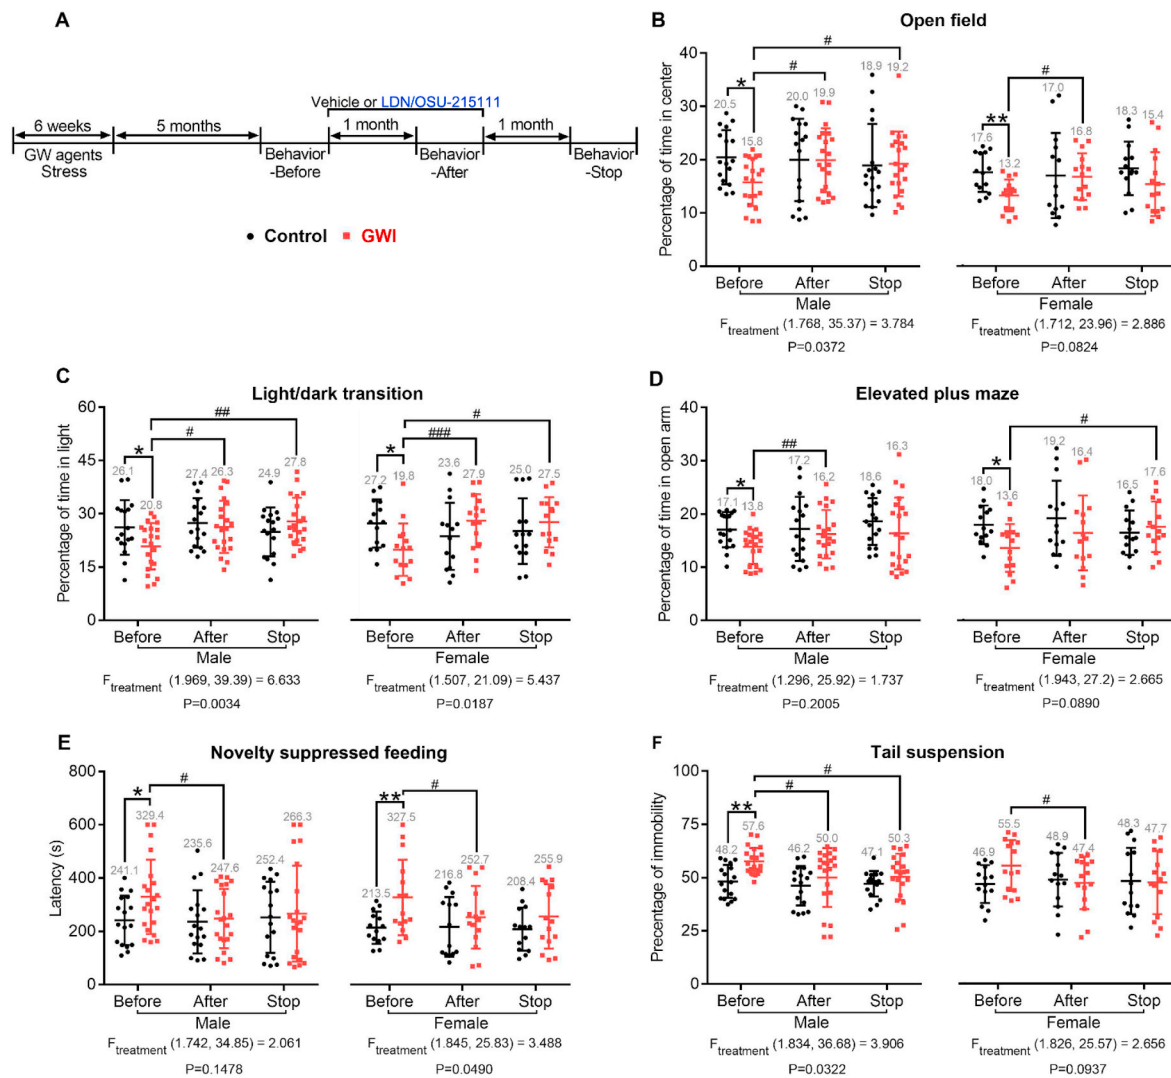 A
Vehicle or LDN/OSU-215111
6 weeks
5 months
1 month
1 month
GW agents
Stress
Behavior
-Before
Behavior
-After
Behavior
-Stop
Control
GWI
B
Open field
Percentage of time in center
40
30
20
10
0
20.5
15.8
20.0
19.9
18.9
19.2
17.6
13.2
17.0
16.8
18.3
15.4
*
#
#
**
#
Before
After
Stop
Male
Before
After
Stop
Female
Ftreatment (1.768, 35.37) = 3.784
P=0.0372
Ftreatment (1.712, 23.96) = 2.886
P=0.0824
C
Light/dark transition
Percentage of time in light
60
45
30
15
0
26.1
20.8
27.4
26.3
24.9
27.8
27.2
19.8
23.6
27.9
25.0
27.5
*
#
##
*
###
#
Before
After
Stop
Male
Before
After
Stop
Female
Ftreatment (1.969, 39.39) = 6.633
P=0.0034
Ftreatment (1.507, 21.09) = 5.437
P=0.0187
D
Elevated plus maze
Percentage of time in open arm
40
30
20
10
0
17.1
13.8
17.2
16.2
18.6
16.3
18.0
13.6
19.2
16.4
16.5
17.6
*
##
*
#
Before
After
Stop
Male
Before
After
Stop
Female
Ftreatment (1.296, 25.92) = 1.737
P=0.2005
Ftreatment (1.943, 27.2) = 2.665
P=0.0890
E
Novelty suppressed feeding
Latency (s)
800
600
400
200
0
241.1
329.4
235.6
247.6
252.4
266.3
213.5
327.5
216.8
252.7
208.4
255.9
*
#
**
#
Before
After
Stop
Male
Before
After
Stop
Female
Ftreatment (1.742, 34.85) = 2.061
P=0.1478
Ftreatment (1.845, 25.83) = 3.488
P=0.0490
F
Tail suspension
Precentage of immobility
100
75
50
25
0
48.2
57.6
46.2
50.0
47.1
50.3
46.9
55.5
48.9
47.4
48.3
47.7
**
#
#
#
Before
After
Stop
Male
Before
After
Stop
Female
Ftreatment (1.834, 36.68) = 3.906
P=0.0322
Ftreatment (1.826, 25.57) = 2.656
P=0.0937